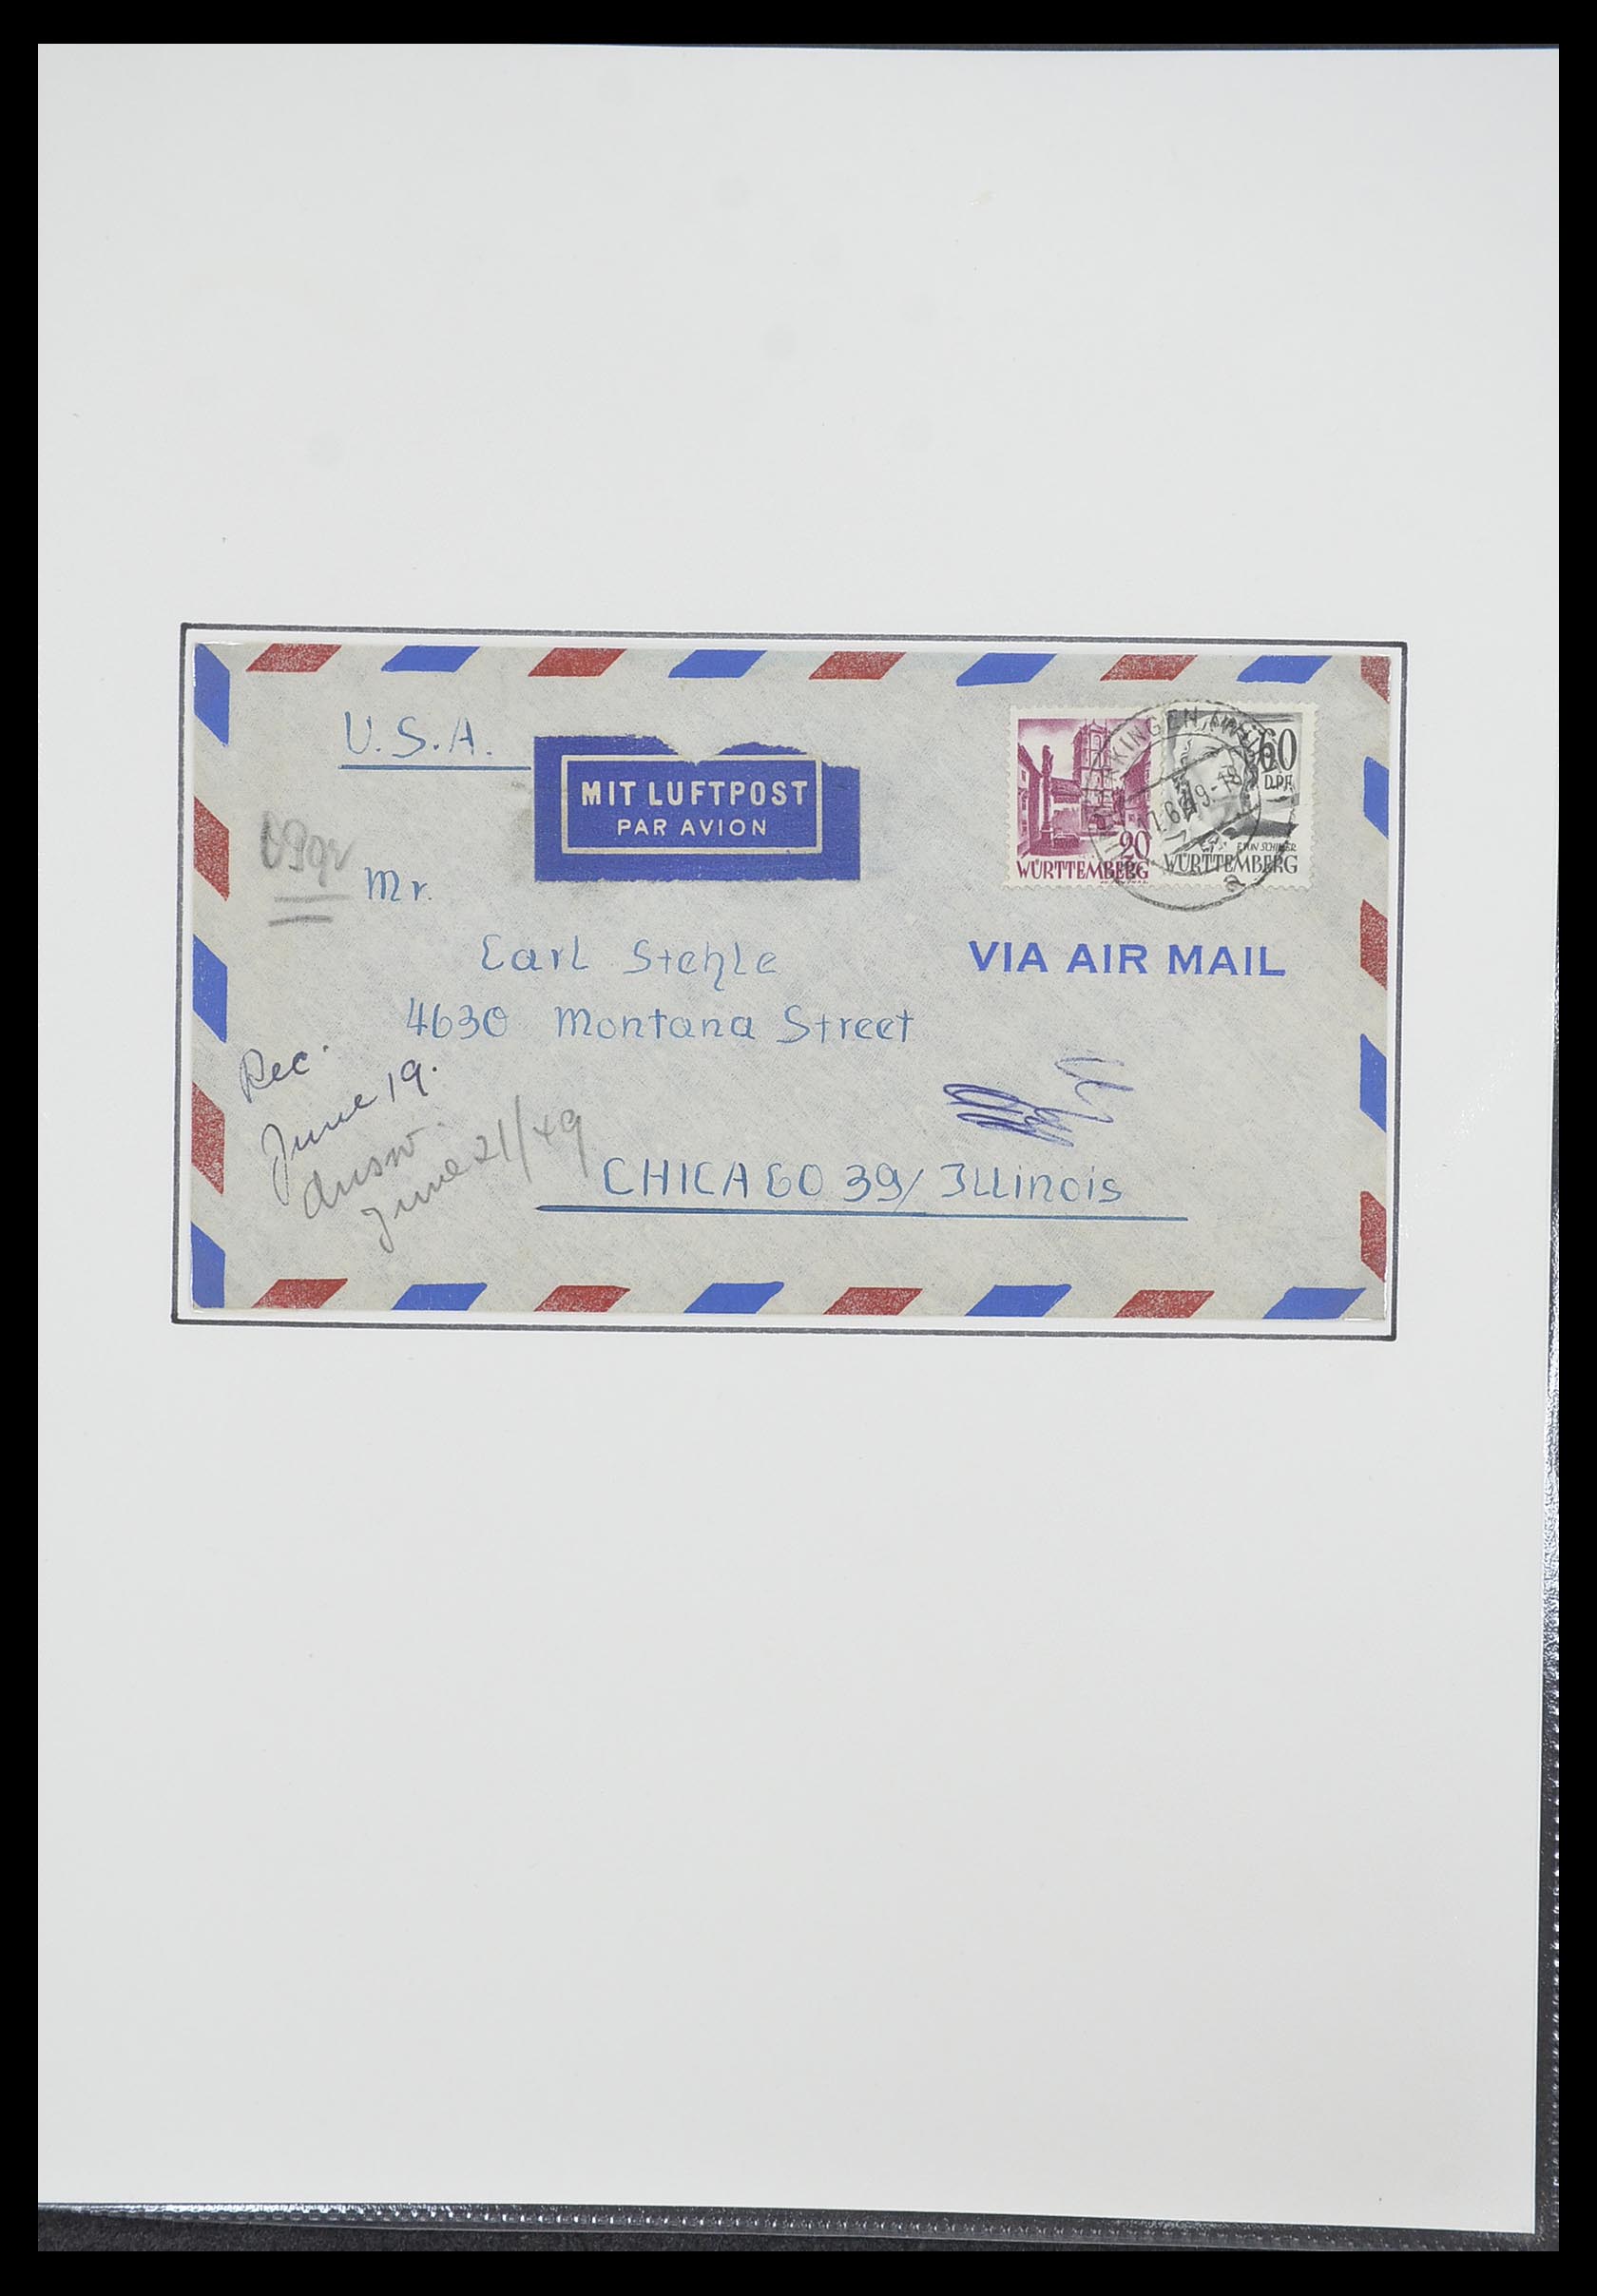 U.S.A.
MIT LUFTPOST
PAR AVION
60
D.PF.
20
WÜRTTEMBERG
WÜRTTEMBERG
a
Mr.
Earl Stehle
VIA AIR MAIL
4630 Montana Street
Rec.
June 19.
answ.
June 21/49
CHICAGO 39/Illinois